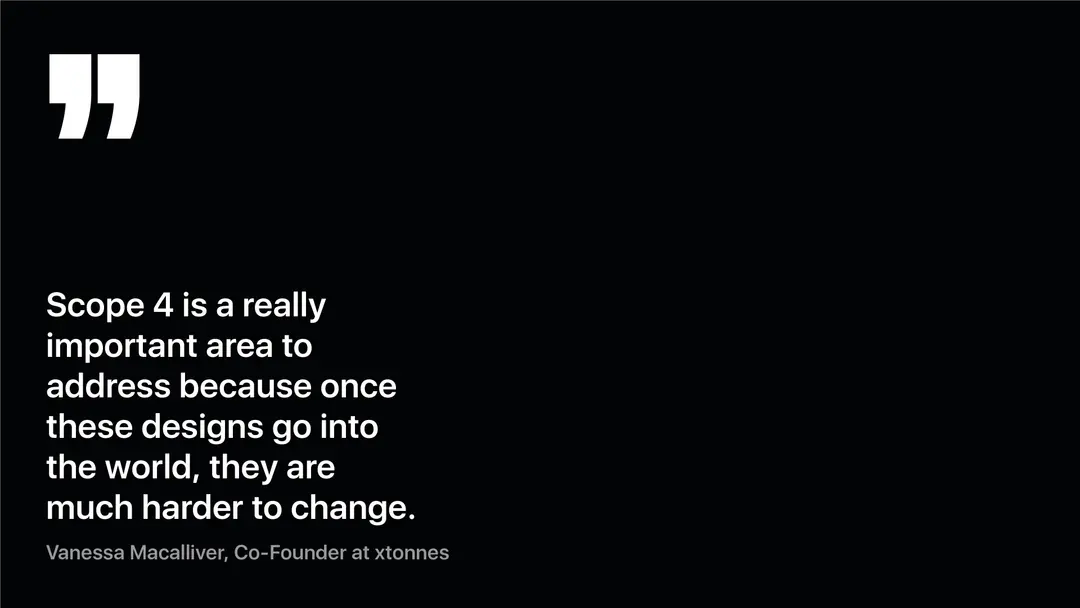 ”
Scope 4 is a really
important area to
address because once
these designs go into
the world, they are
much harder to change.
Vanessa Macalliver, Co-Founder at xtonnes